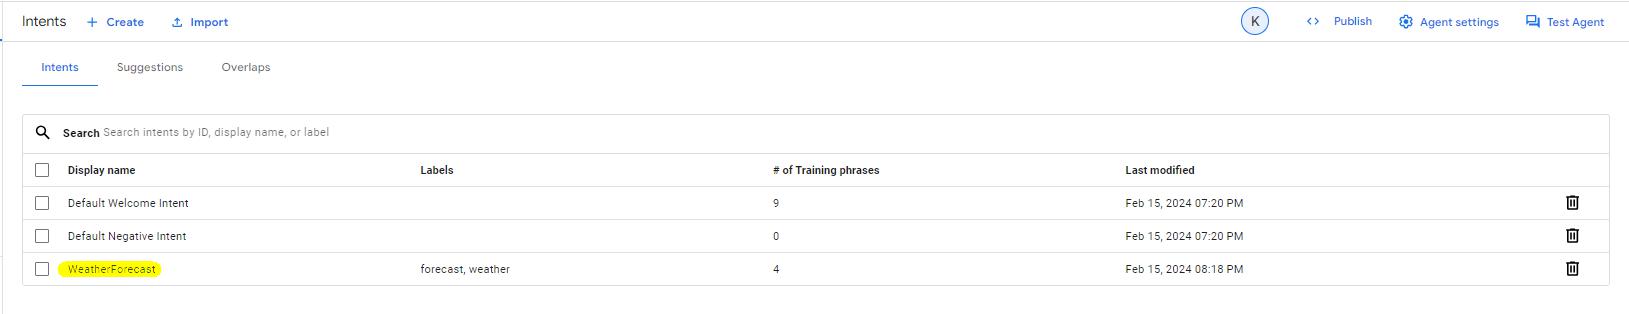 Intents + Create Import K <> Publish Agent settings Test Agent
Intents Suggestions Overlaps
Search Search intents by ID, display name, or label
Display name Labels # of Training phrases Last modified
Default Welcome Intent 9 Feb 15, 2024 07:20 PM
Default Negative Intent 0 Feb 15, 2024 07:20 PM
WeatherForecast forecast, weather 4 Feb 15, 2024 08:18 PM